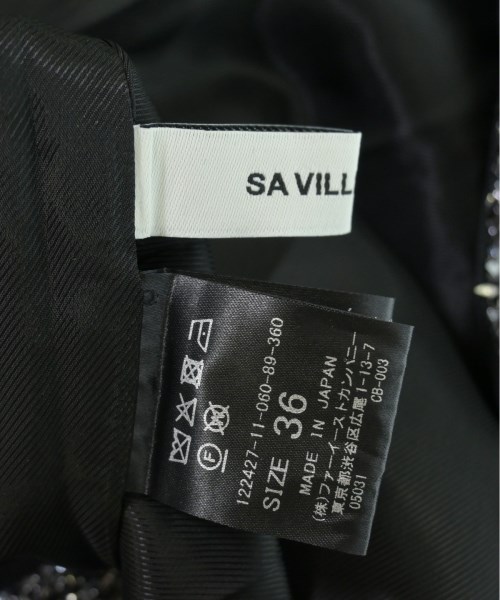 SA VILL
122427-11-060-89-360
SIZE 36
MADE IN JAPAN
(株)ファーイーストカンパニー
東京都渋谷区広尾1-13-7
05031 CB-003